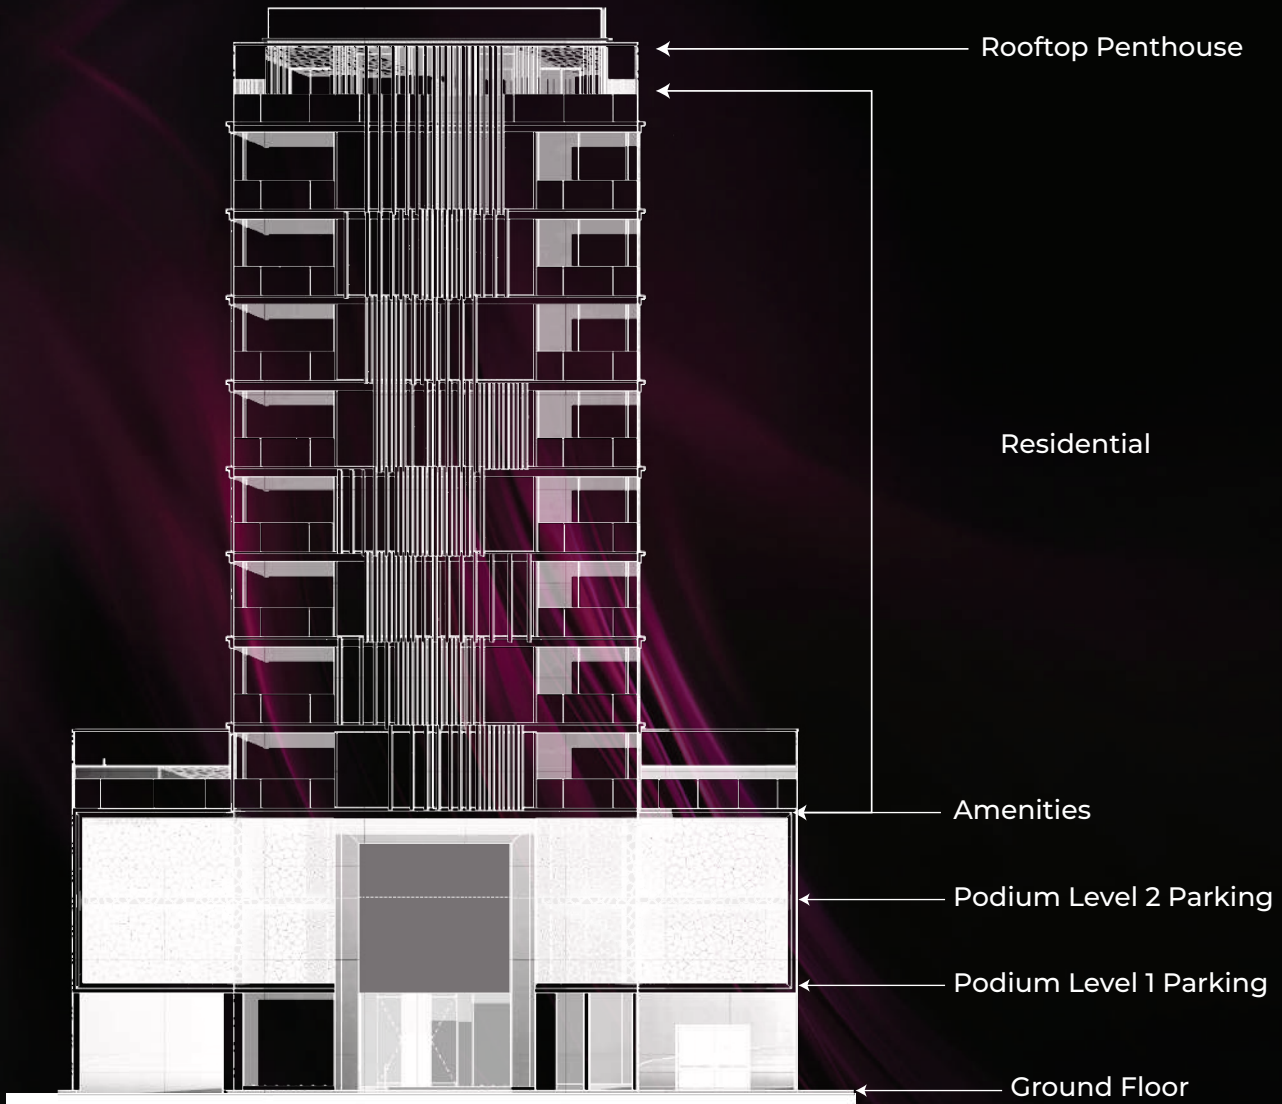 Rooftop Penthouse
Residential
Amenities
Podium Level 2 Parking
Podium Level 1 Parking
Ground Floor